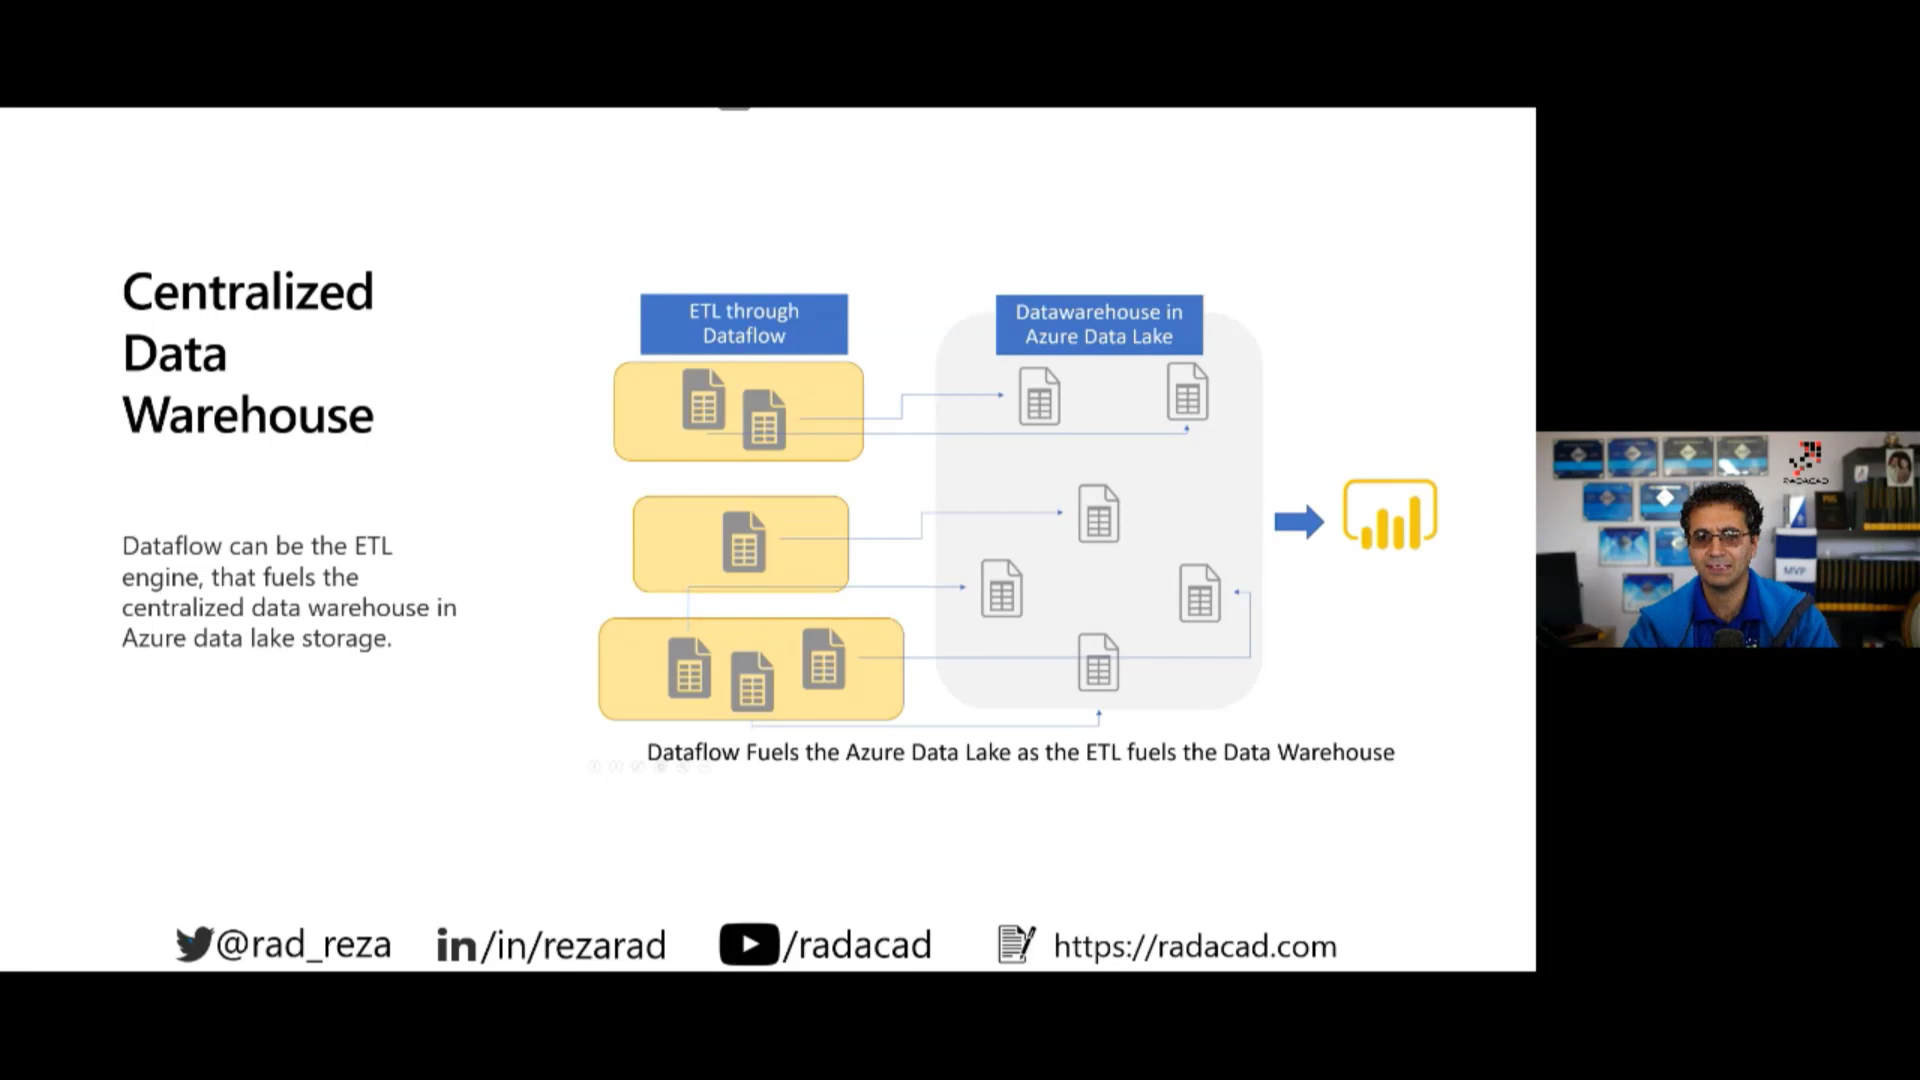 Centralized
Data
Warehouse
Dataflow can be the ETL
engine, that fuels the
centralized data warehouse in
Azure data lake storage.
ETL through
Dataflow
Datawarehouse in
Azure Data Lake
Dataflow Fuels the Azure Data Lake as the ETL fuels the Data Warehouse
@rad_reza
in/in/rezarad
/radacad
https://radacad.com
RADACAD
MVP